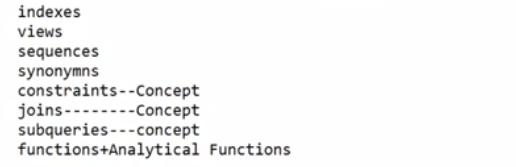 indexes
views
sequences
synonymns
constraints--Concept
joins--------Concept
subqueries---concept
functions+Analytical Functions